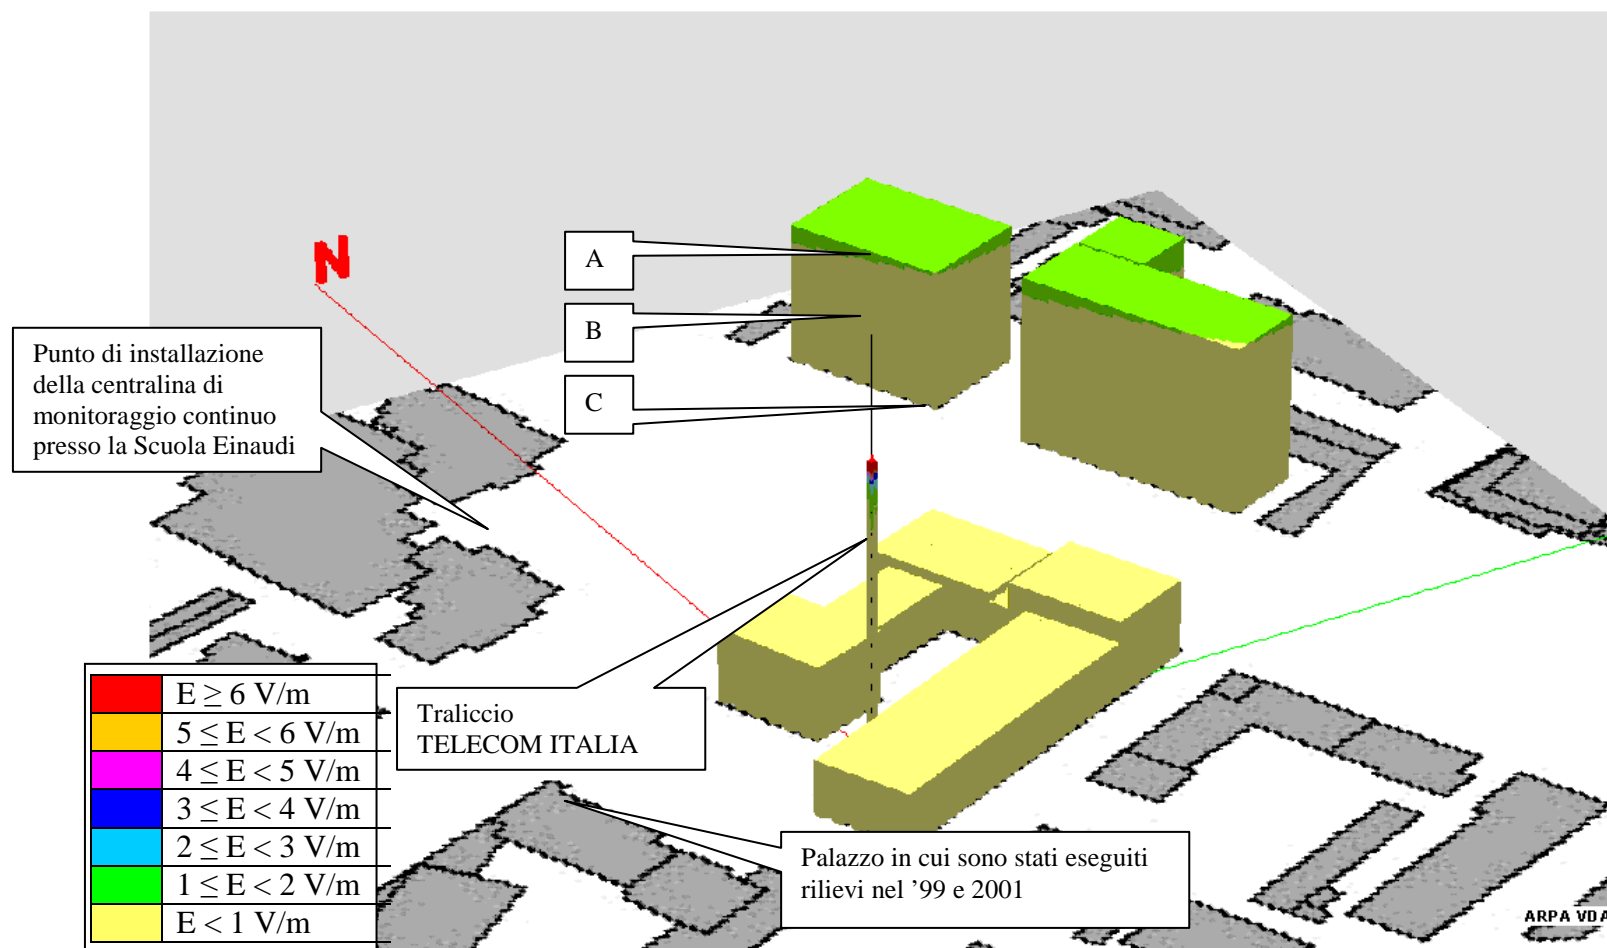 N
A
B
C
Punto di installazione
della centralina di
monitoraggio continuo
presso la Scuola Einaudi
Traliccio
TELECOM ITALIA
E ≥ 6 V/m
5 ≤ E < 6 V/m
4 ≤ E < 5 V/m
3 ≤ E < 4 V/m
2 ≤ E < 3 V/m
1 ≤ E < 2 V/m
E < 1 V/m
Palazzo in cui sono stati eseguiti
rilievi nel ’99 e 2001
ARPA VDA